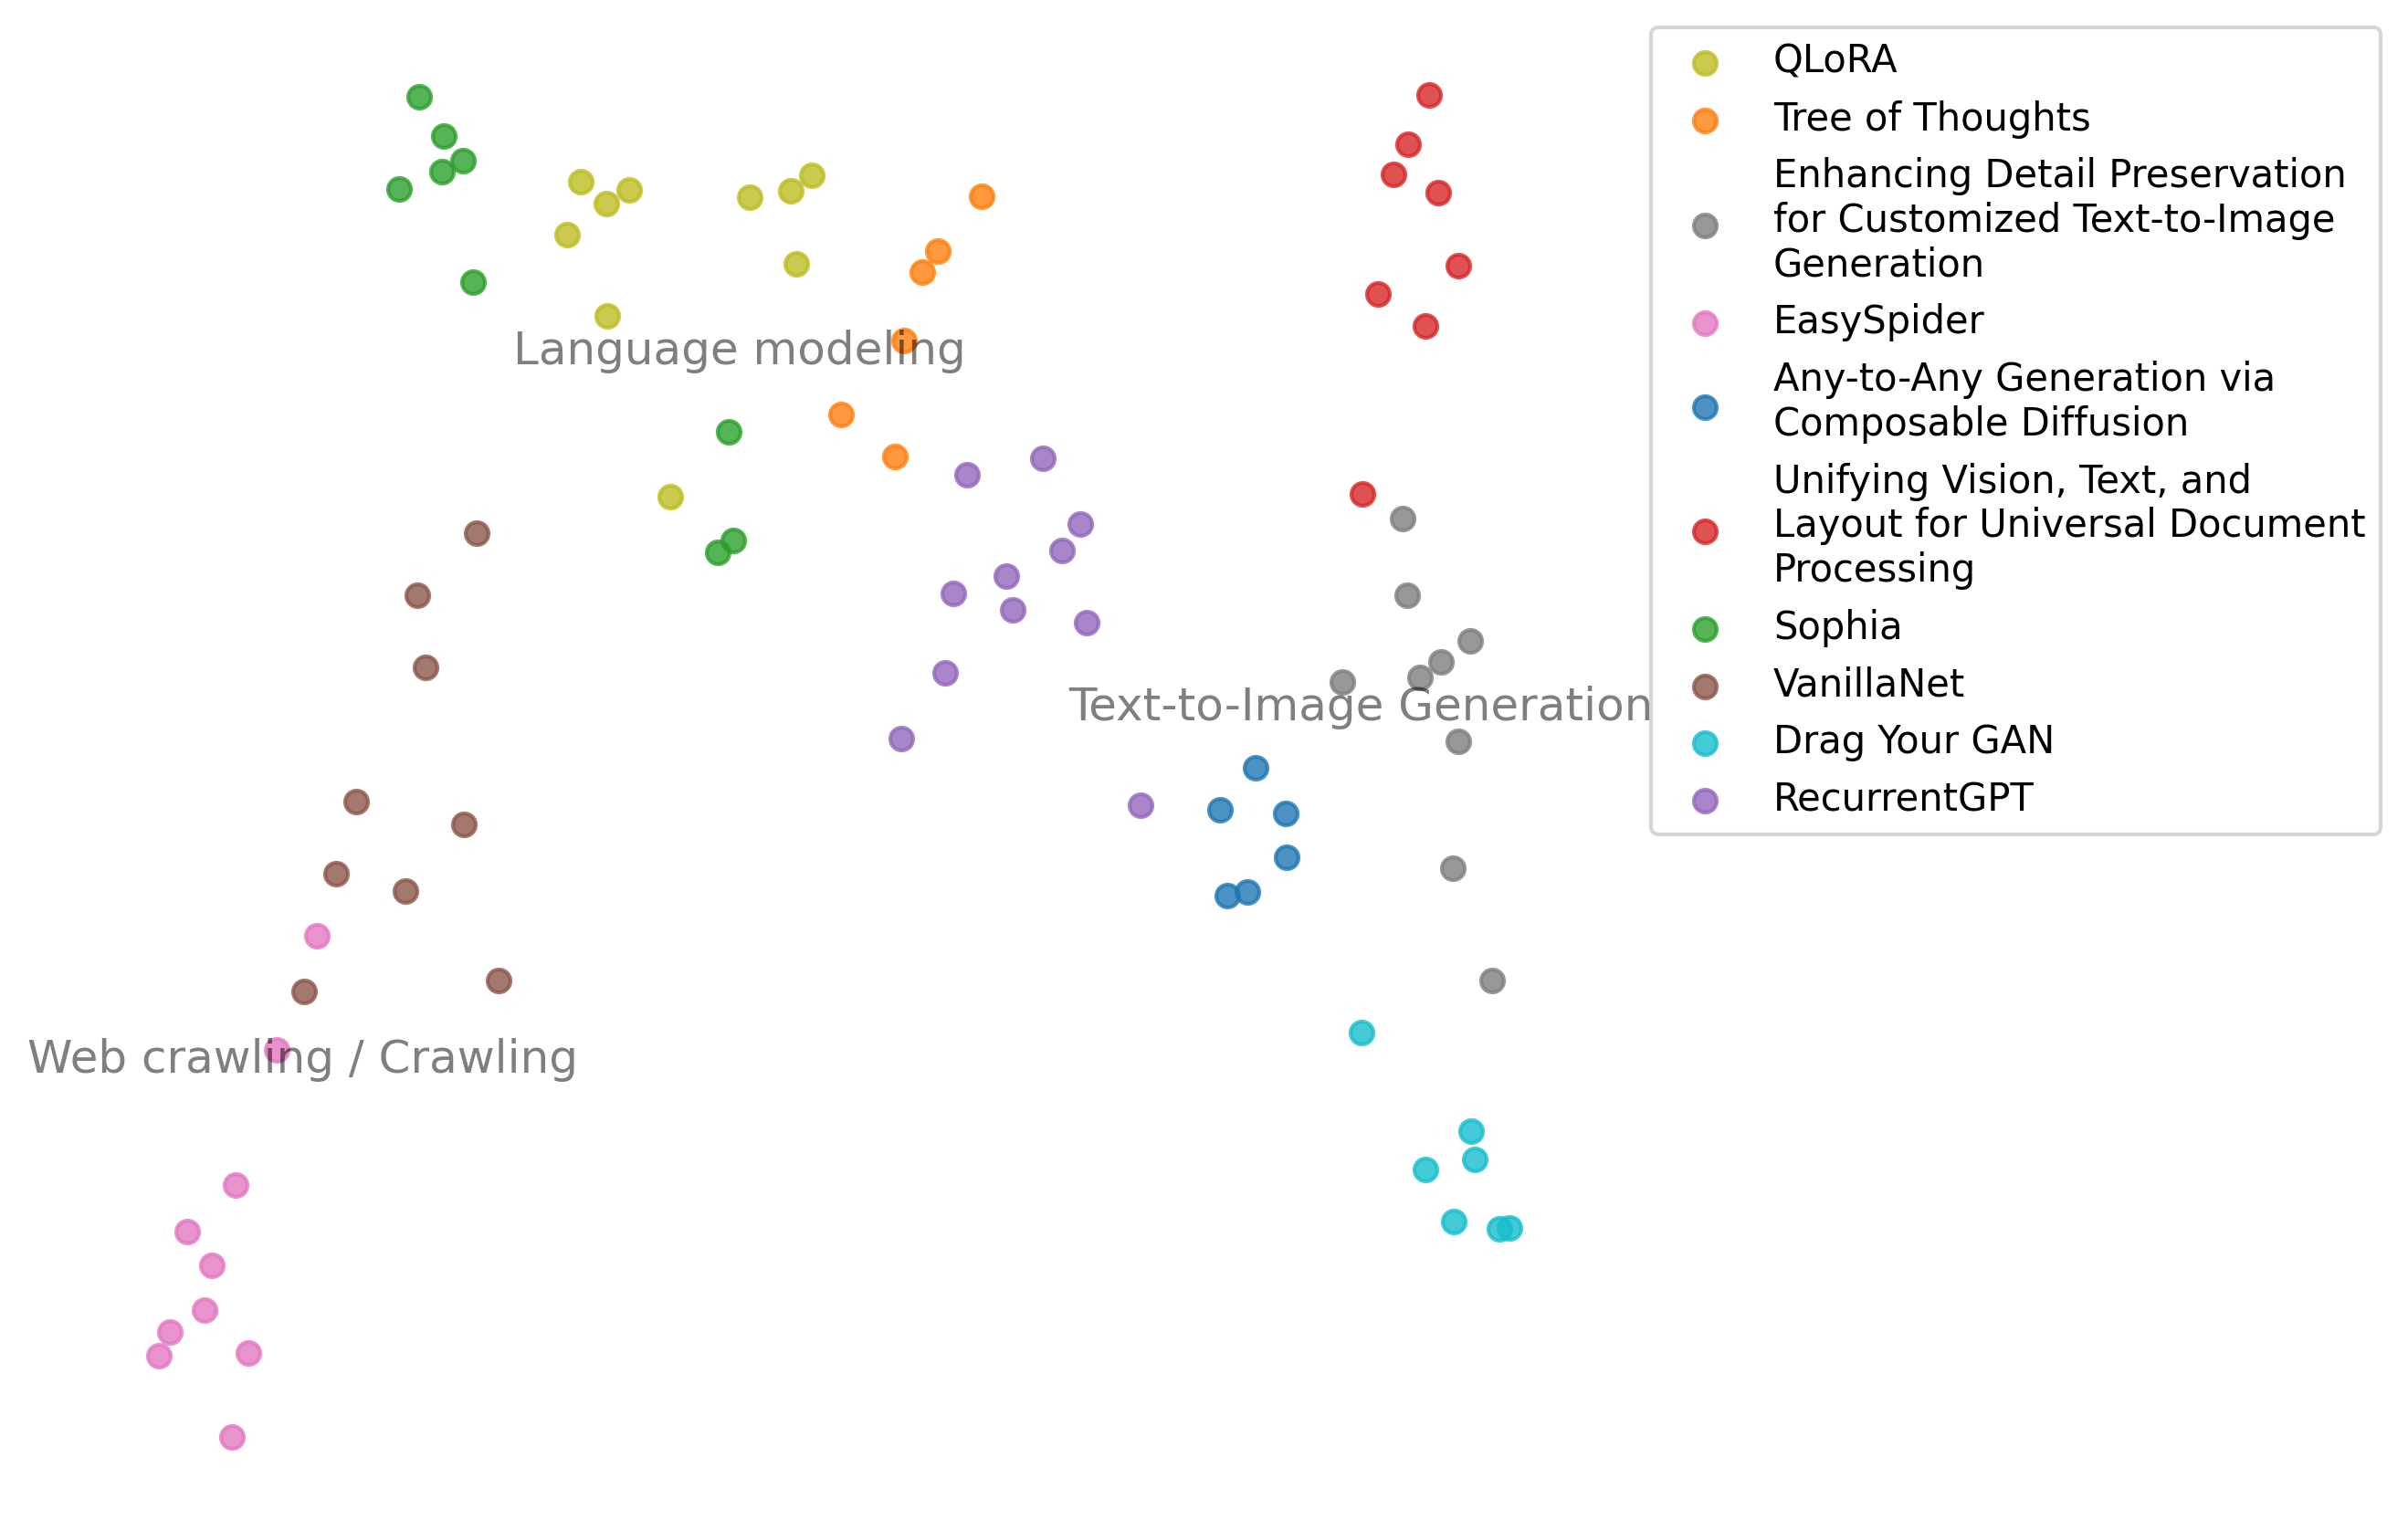 QLoRA
Tree of Thoughts
Enhancing Detail Preservation
for Customized Text-to-Image
Generation
EasySpider
Any-to-Any Generation via
Composable Diffusion
Unifying Vision, Text, and
Layout for Universal Document
Processing
Sophia
VanillaNet
Drag Your GAN
RecurrentGPT
Language modeling
Text-to-Image Generation
Web crawling / Crawling